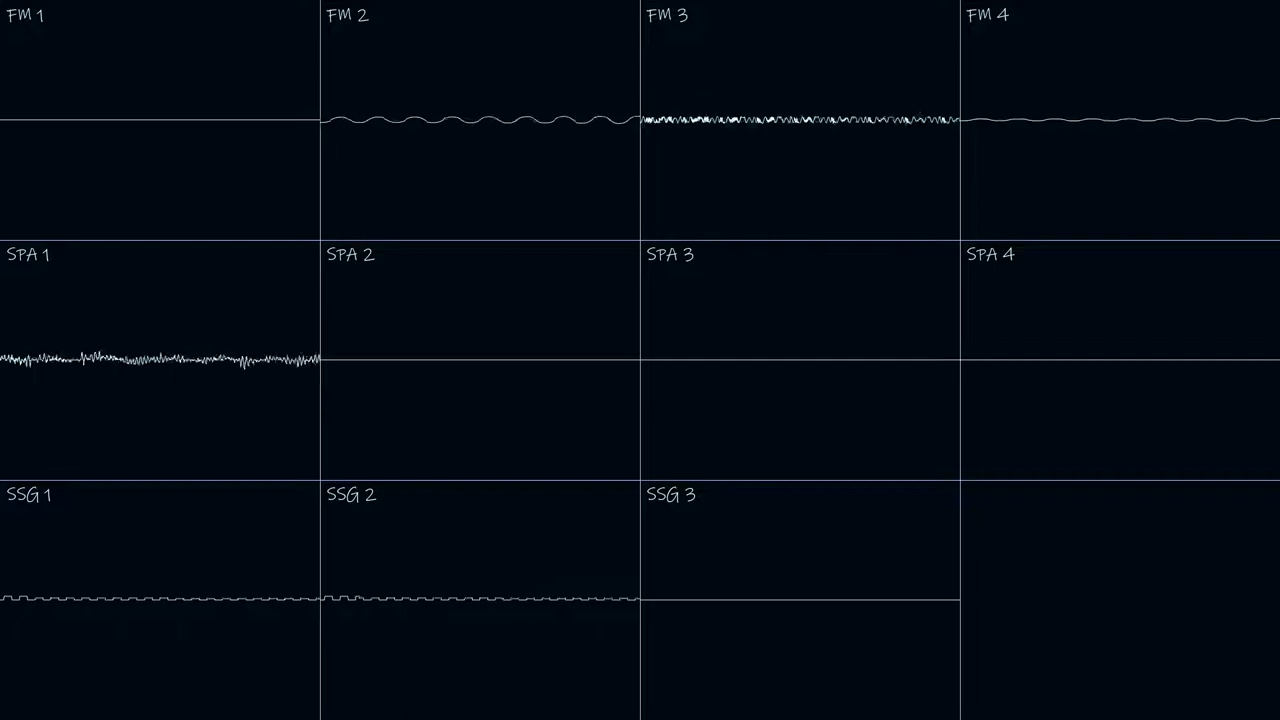 FM 1
FM 2
FM 3
FM 4
SPA 1
SPA 2
SPA 3
SPA 4
SSG 1
SSG 2
SSG 3